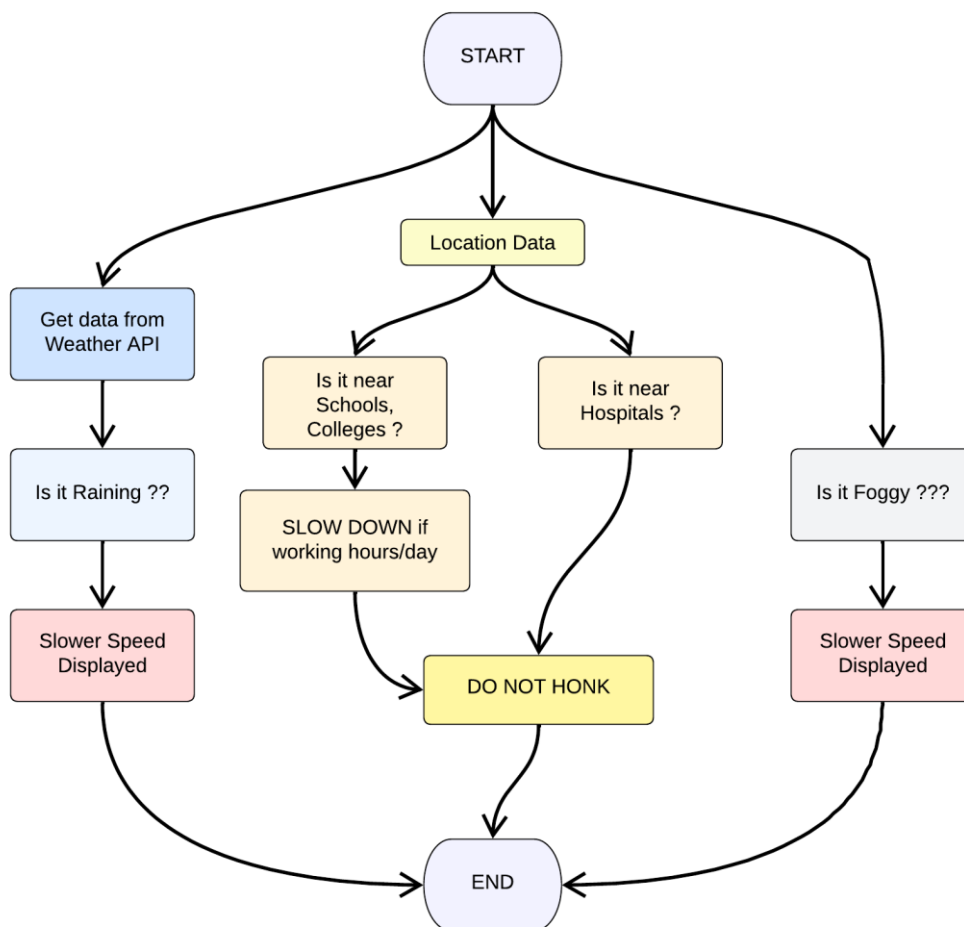 START
Location Data
Get data from
Weather API
Is it near
Schools,
Colleges ?
Is it near
Hospitals ?
Is it Raining ??
SLOW DOWN if
working hours/day
Is it Foggy ???
Slower Speed
Displayed
DO NOT HONK
Slower Speed
Displayed
END